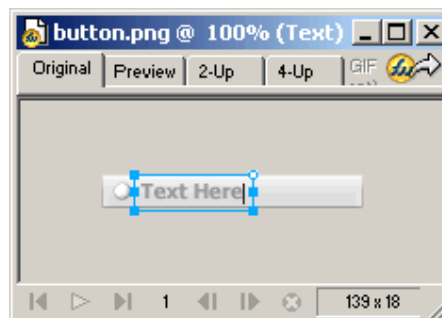 button.png @ 100% (Text)
Original Preview 2-Up 4-Up GIF
Text Here
1 139 x 18